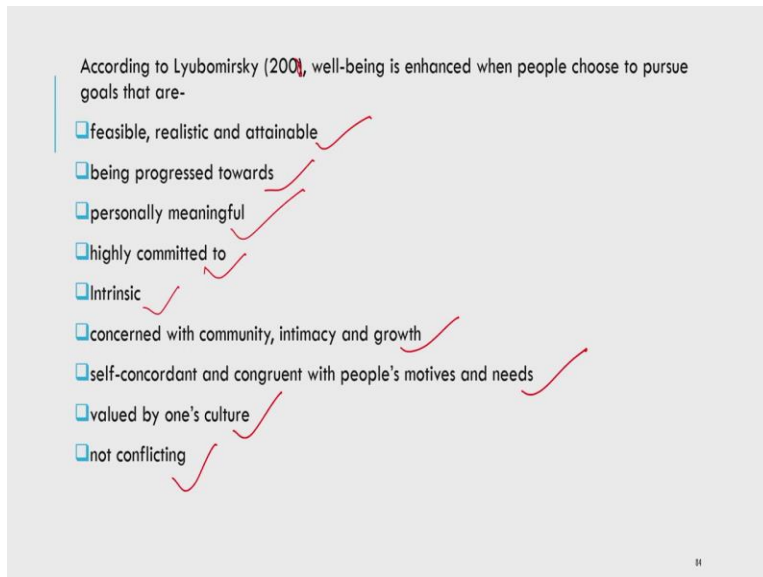 According to Lyubomirsky (200), well-being is enhanced when people choose to pursue
goals that are-
feasible, realistic and attainable
being progressed towards
personally meaningful
highly committed to
Intrinsic
concerned with community, intimacy and growth
self-concordant and congruent with people's motives and needs
valued by one's culture
not conflicting